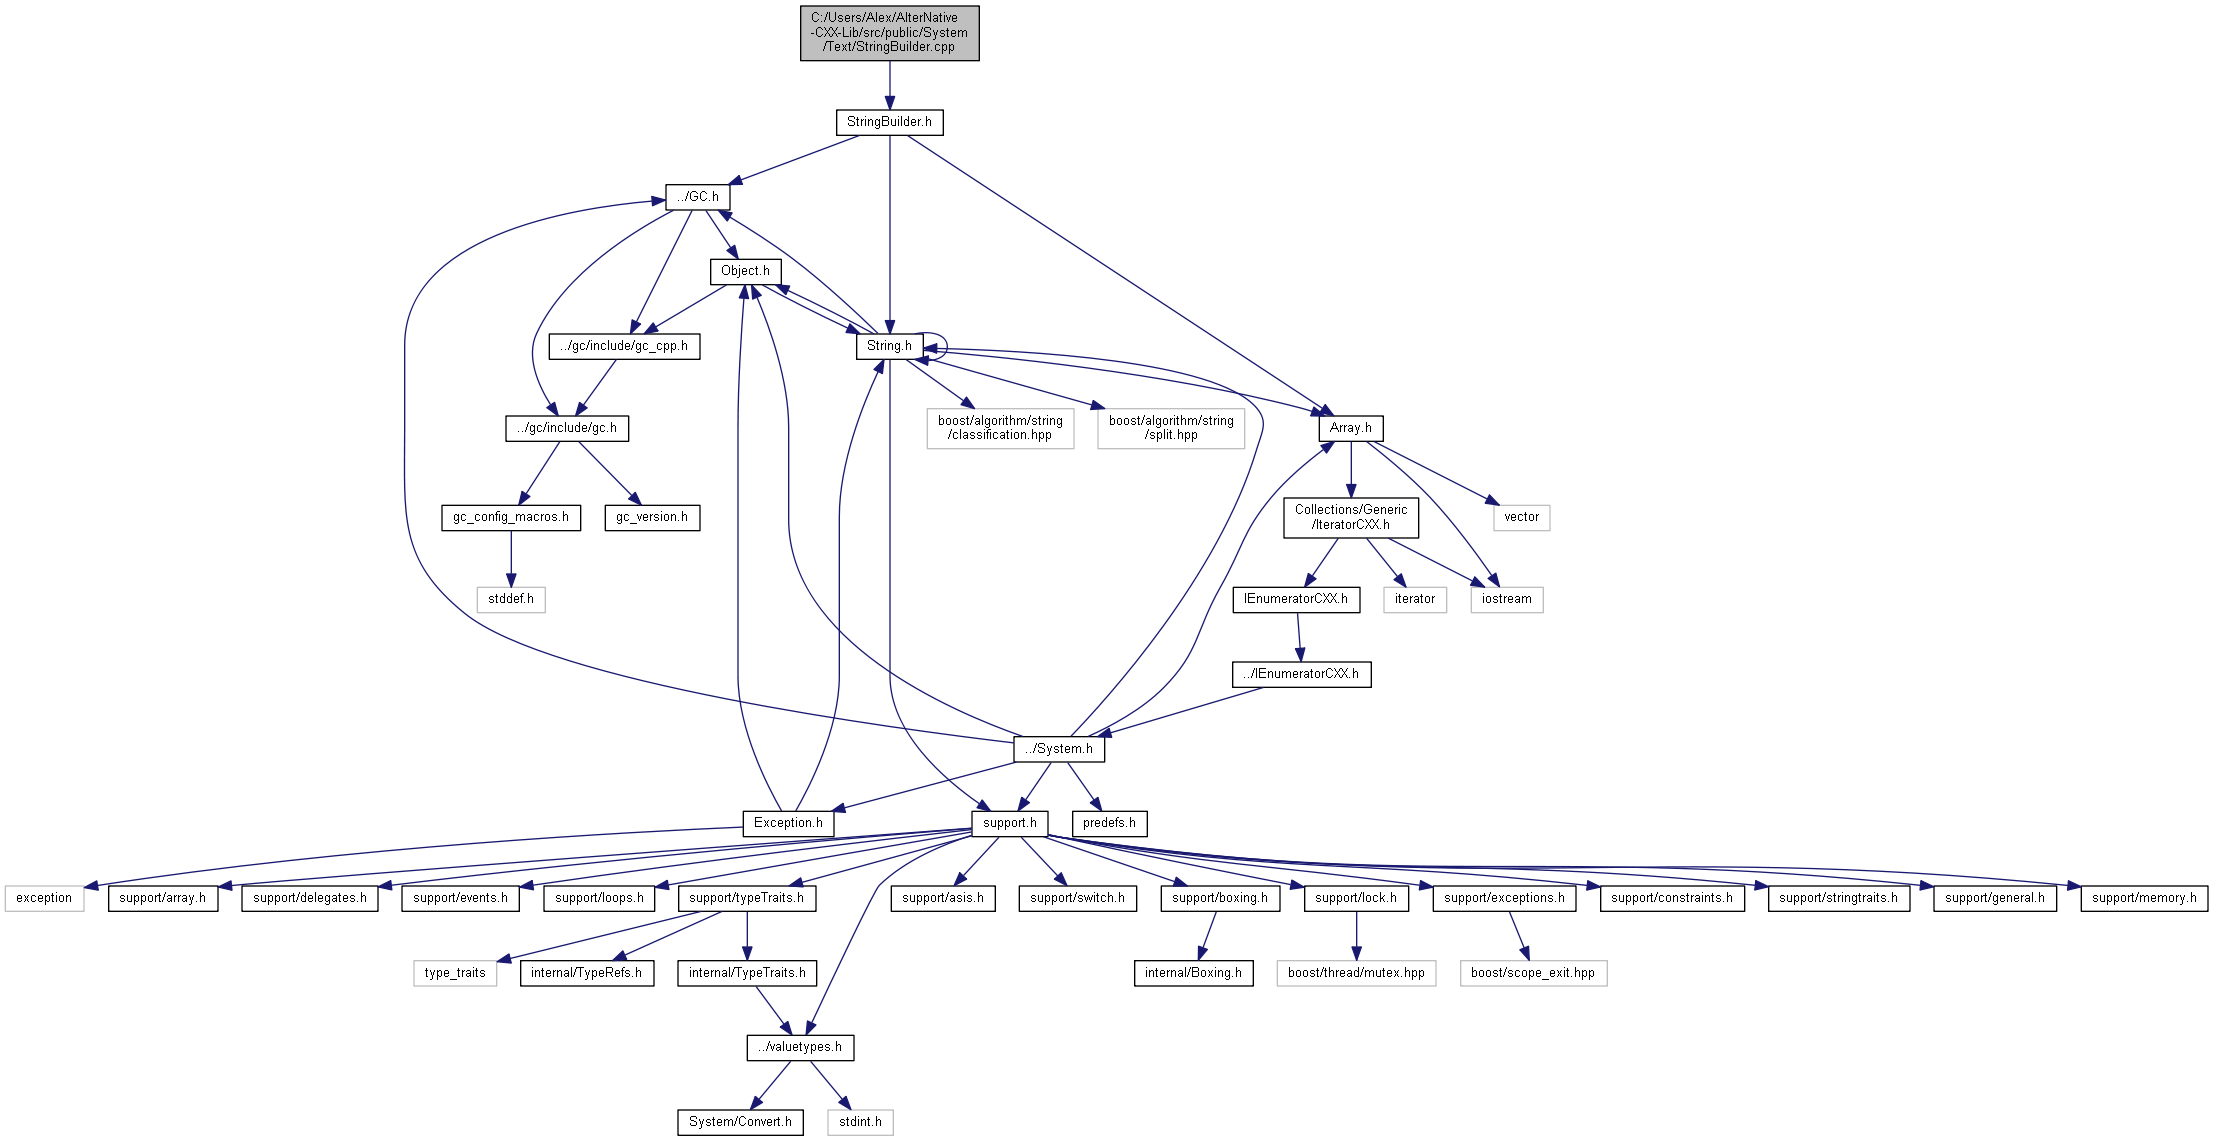 C:/Users/Alex/AlterNative
-CXX-Lib/src/public/System
/Text/StringBuilder.cpp
StringBuilder.h
../GC.h
Object.h
../gc/include/gc_cpp.h
String.h
../gc/include/gc.h
boost/algorithm/string
/classification.hpp
boost/algorithm/string
/split.hpp
Array.h
gc_config_macros.h
gc_version.h
Collections/Generic
/IteratorCXX.h
vector
stddef.h
IEnumeratorCXX.h
iterator
iostream
../IEnumeratorCXX.h
../System.h
Exception.h
support.h
predefs.h
exception
support/array.h
support/delegates.h
support/events.h
support/loops.h
support/typeTraits.h
support/asis.h
support/switch.h
support/boxing.h
support/lock.h
support/exceptions.h
support/constraints.h
support/stringtraits.h
support/general.h
support/memory.h
type_traits
internal/TypeRefs.h
internal/TypeTraits.h
internal/Boxing.h
boost/thread/mutex.hpp
boost/scope_exit.hpp
../valuetypes.h
System/Convert.h
stdint.h